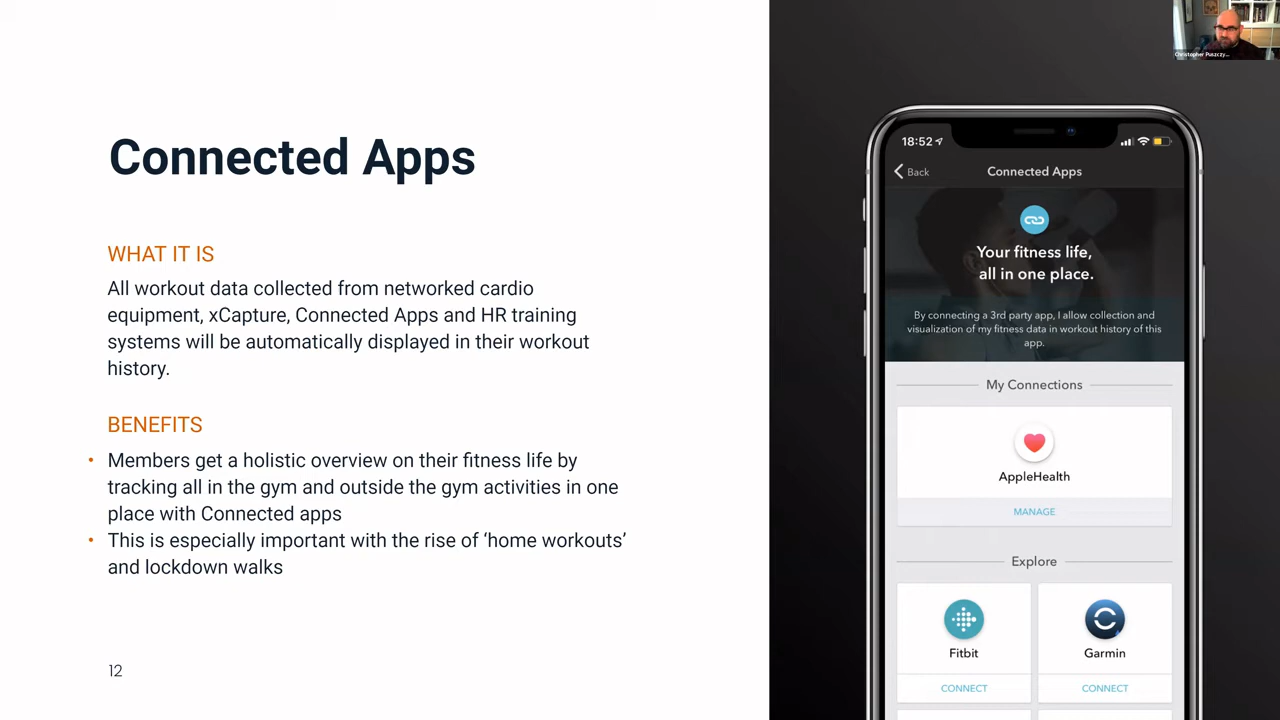 Connected Apps
WHAT IT IS
All workout data collected from networked cardio
equipment, xCapture, Connected Apps and HR training
systems will be automatically displayed in their workout
history.
BENEFITS
• Members get a holistic overview on their fitness life by
tracking all in the gym and outside the gym activities in one
place with Connected apps
• This is especially important with the rise of ‘home workouts’
and lockdown walks
12
Christopher Puszczy...
18:52
Back
Connected Apps
Your fitness life,
all in one place.
By connecting a 3rd party app, I allow collection and
visualization of my fitness data in workout history of this
app.
My Connections
AppleHealth
MANAGE
Explore
Fitbit
Garmin
CONNECT
CONNECT